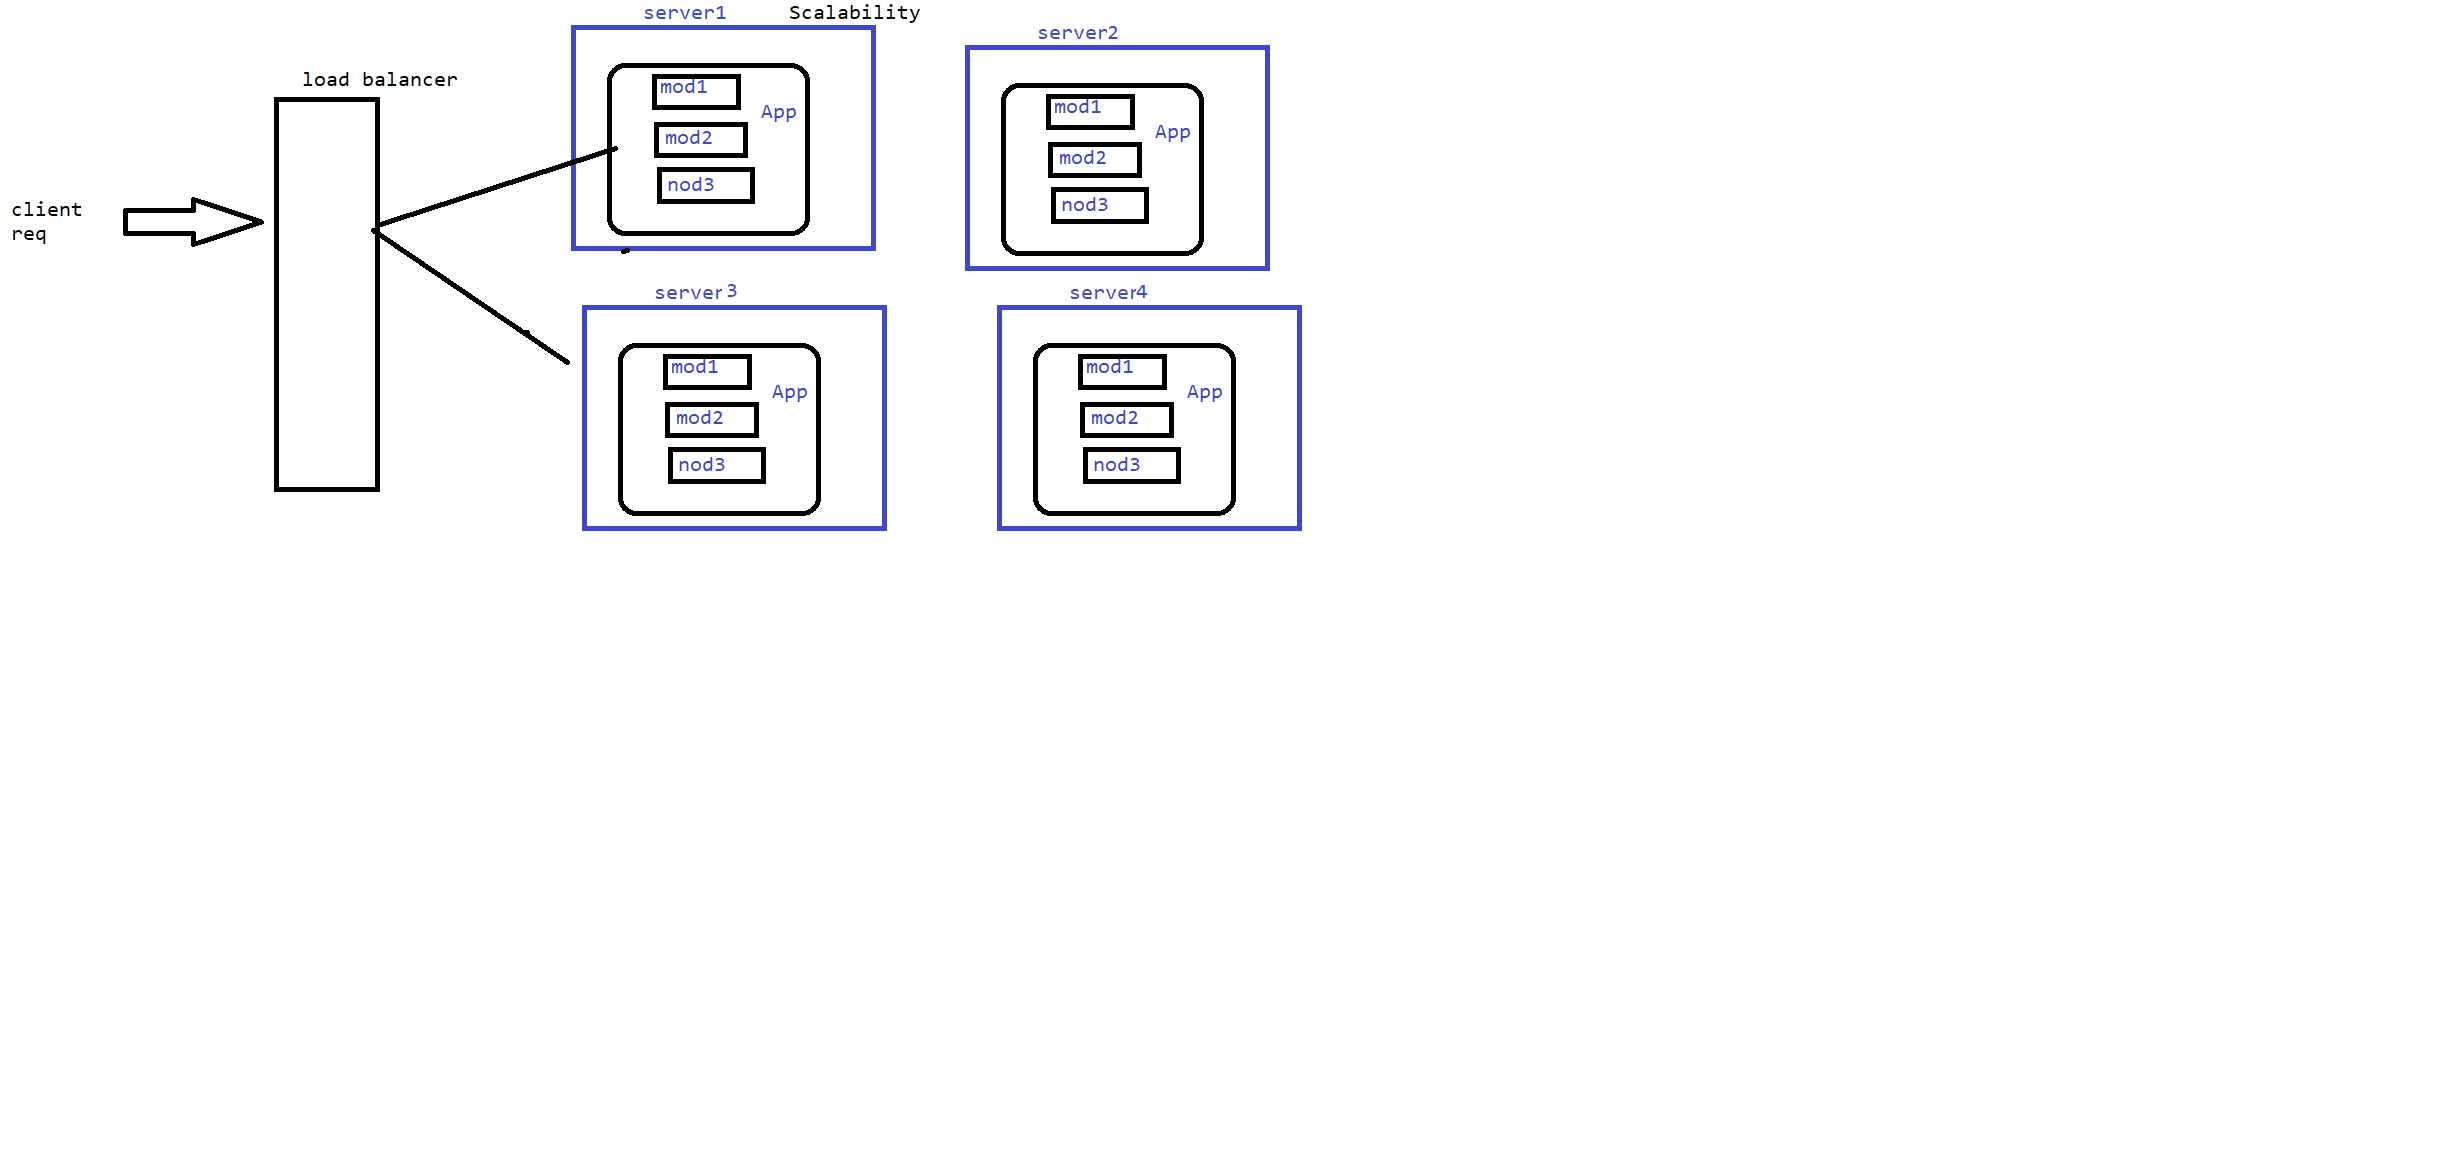 server1
Scalability
server2
load balancer
mod1
App
mod2
nod3
mod1
App
mod2
nod3
client
req
server3
server4
mod1
App
mod2
nod3
mod1
App
mod2
nod3